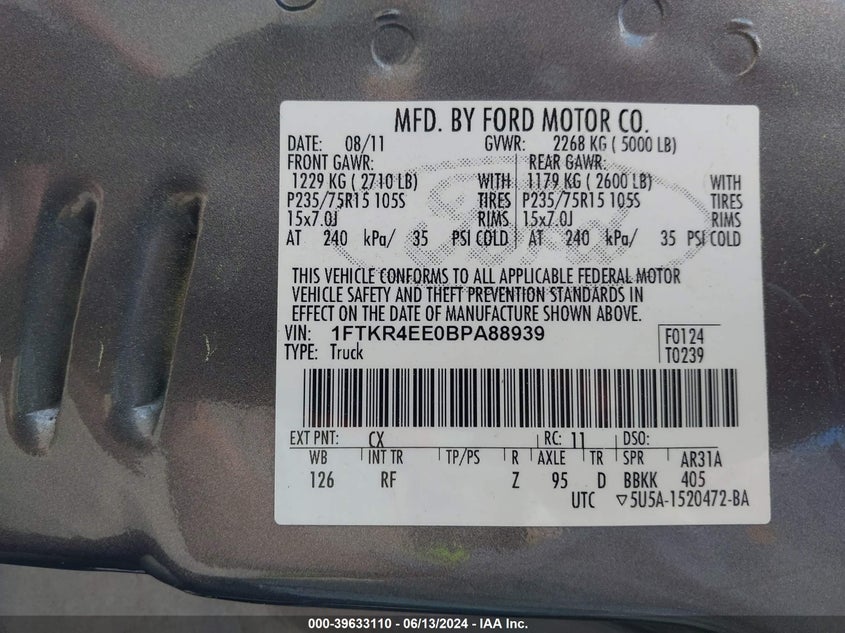 MFD. BY FORD MOTOR CO.
DATE: 08/11 GVWR: 2268 KG ( 5000 LB)
FRONT GAWR: REAR GAWR:
1229 KG ( 2710 LB) WITH 1179 KG ( 2600 LB) WITH
P235/75R15 105S TIRES P235/75R15 105S TIRES
15x7.0J RIMS 15x7.0J RIMS
AT 240 kPa/ 35 PSI COLD AT 240 kPa/ 35 PSI COLD
THIS VEHICLE CONFORMS TO ALL APPLICABLE FEDERAL MOTOR
VEHICLE SAFETY AND THEFT PREVENTION STANDARDS IN
EFFECT ON THE DATE OF MANUFACTURE SHOWN ABOVE.
VIN: 1FTKR4EE0BPA88939 F0124
TYPE: Truck T0239
EXT PNT: CX RC: 11 DSO:
WB INT TR TP/PS R AXLE TR SPR AR31A
126 RF Z 95 D BBKK 405
UTC ▽5U5A-1520472-BA
000-39633110 - 06/13/2024 - IAA Inc.